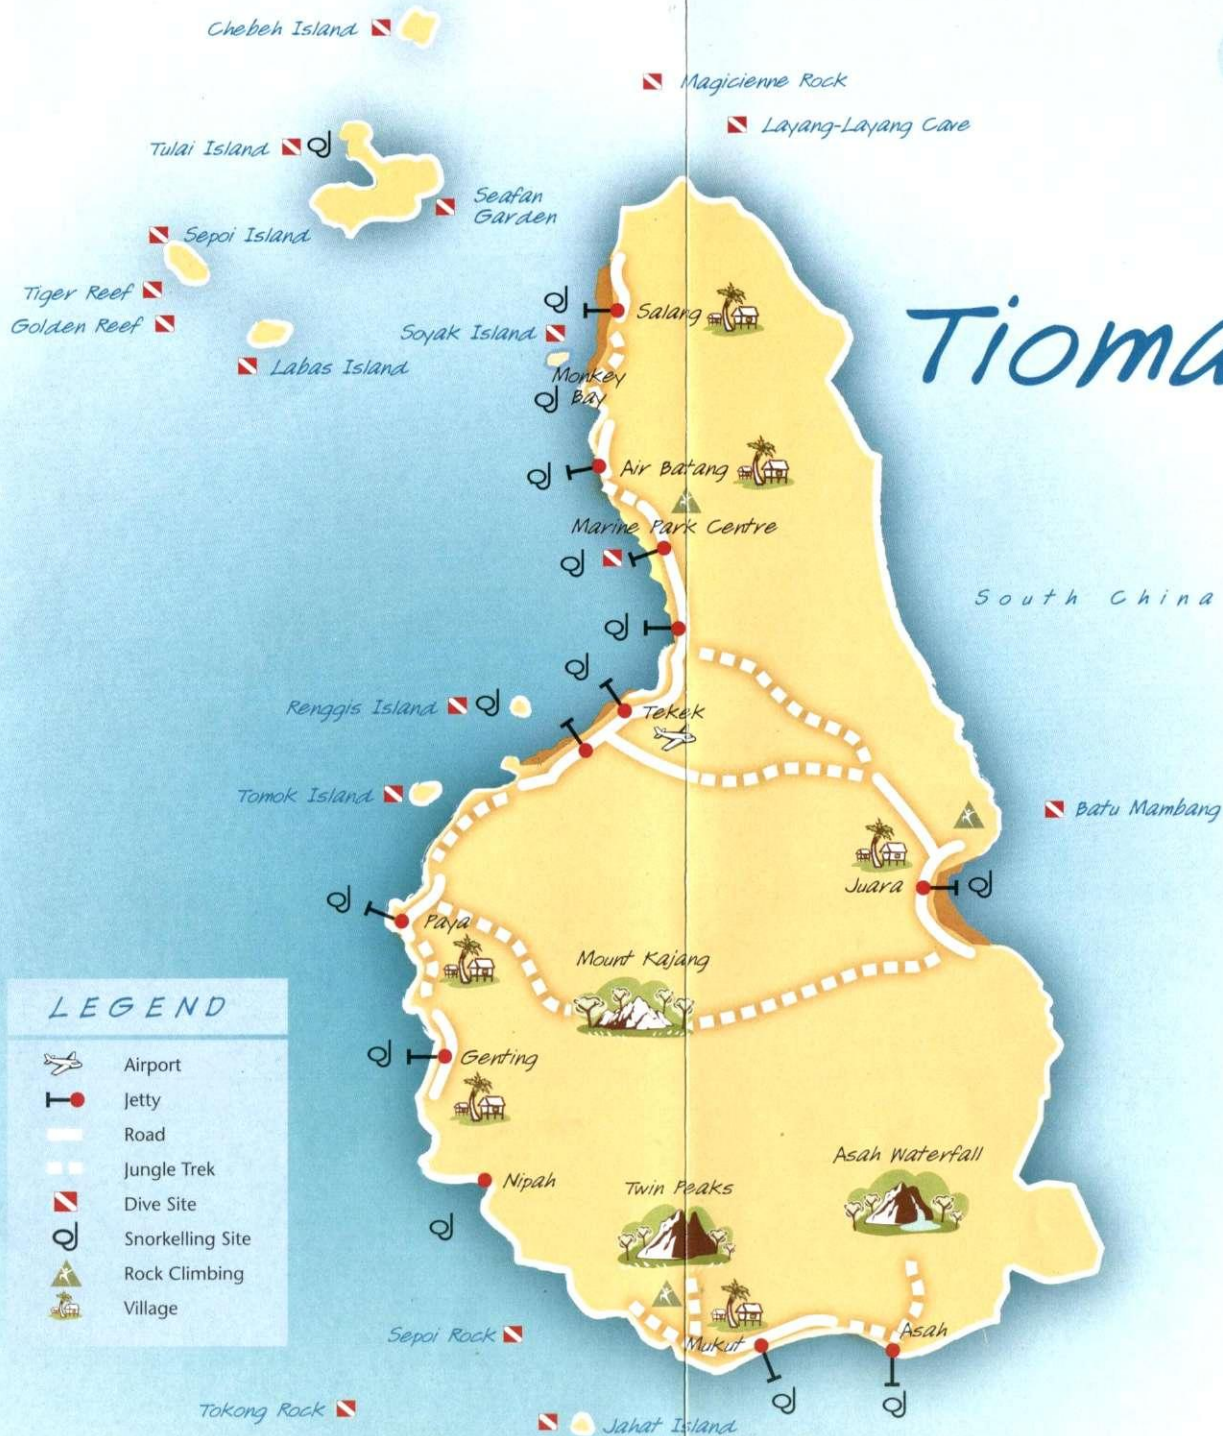 Chebeh Island
Magicienne Rock
Layang-Layang Cave
Tulai Island
Seafan
Garden
Sepoi Island
Tiger Reef
Golden Reef
Labas Island
Soyak Island
Salang
Monkey
Bay
Tioma
Air Batang
Marine Park Centre
South China
Renggis Island
Tekek
Tomok Island
Batu Mambang
Juara
Paya
Mount Kajang
Genting
Nipah
Twin Peaks
Asah Waterfall
Sepoi Rock
Mukut
Asah
Tokong Rock
Jahat Island
LEGEND
Airport
Jetty
Road
Jungle Trek
Dive Site
Snorkelling Site
Rock Climbing
Village